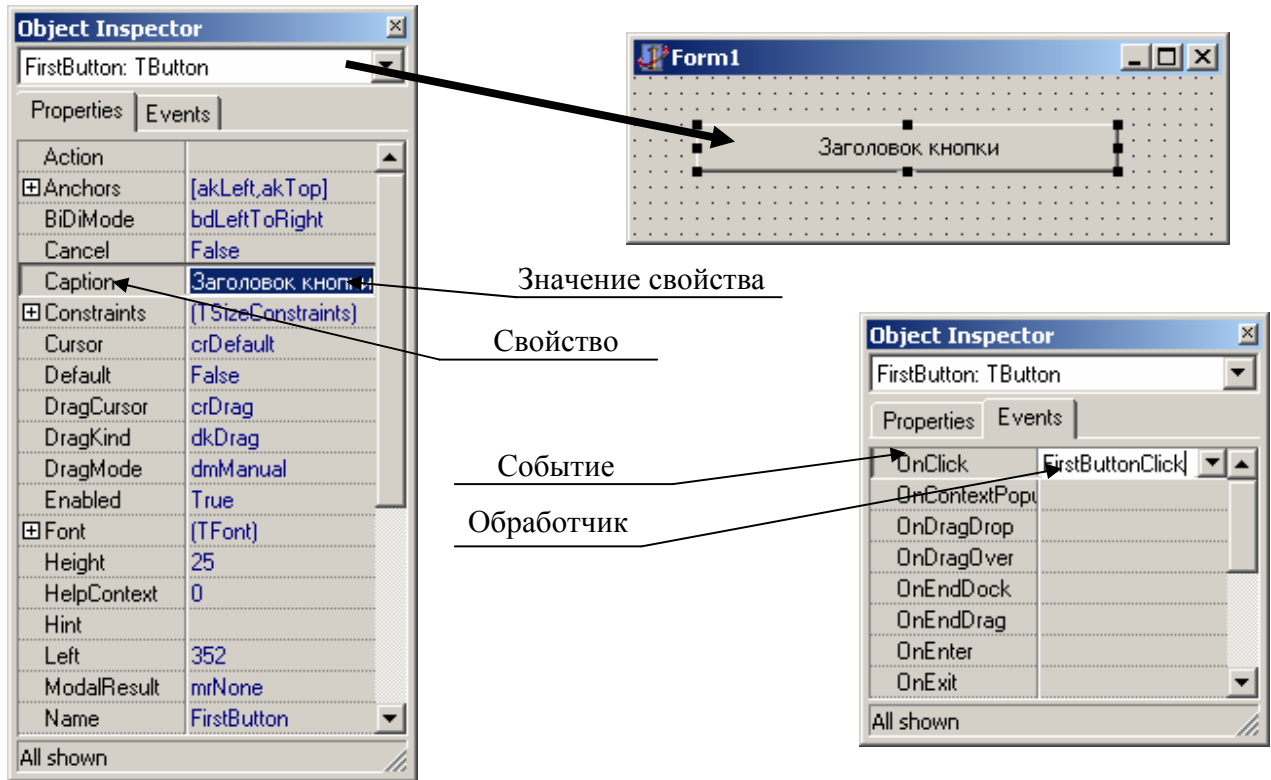 Object Inspector
FirstButton: TButton
Properties Events
Action
Anchors [akLeft,akTop]
BiDiMode bdLeftToRight
Cancel False
Caption Заголовок кнопки
Constraints (TSizeConstraints)
Cursor crDefault
Default False
DragCursor crDrag
DragKind dkDrag
DragMode dmManual
Enabled True
Font (TFont)
Height 25
HelpContext 0
Hint
Left 352
ModalResult mrNone
Name FirstButton
All shown
Form1
Заголовок кнопки
Значение свойства
Свойство
Событие
Обработчик
Object Inspector
FirstButton: TButton
Properties Events
OnClick FirstButtonClick
OnContextPopu
OnDragDrop
OnDragOver
OnEndDock
OnEndDrag
OnEnter
OnExit
All shown